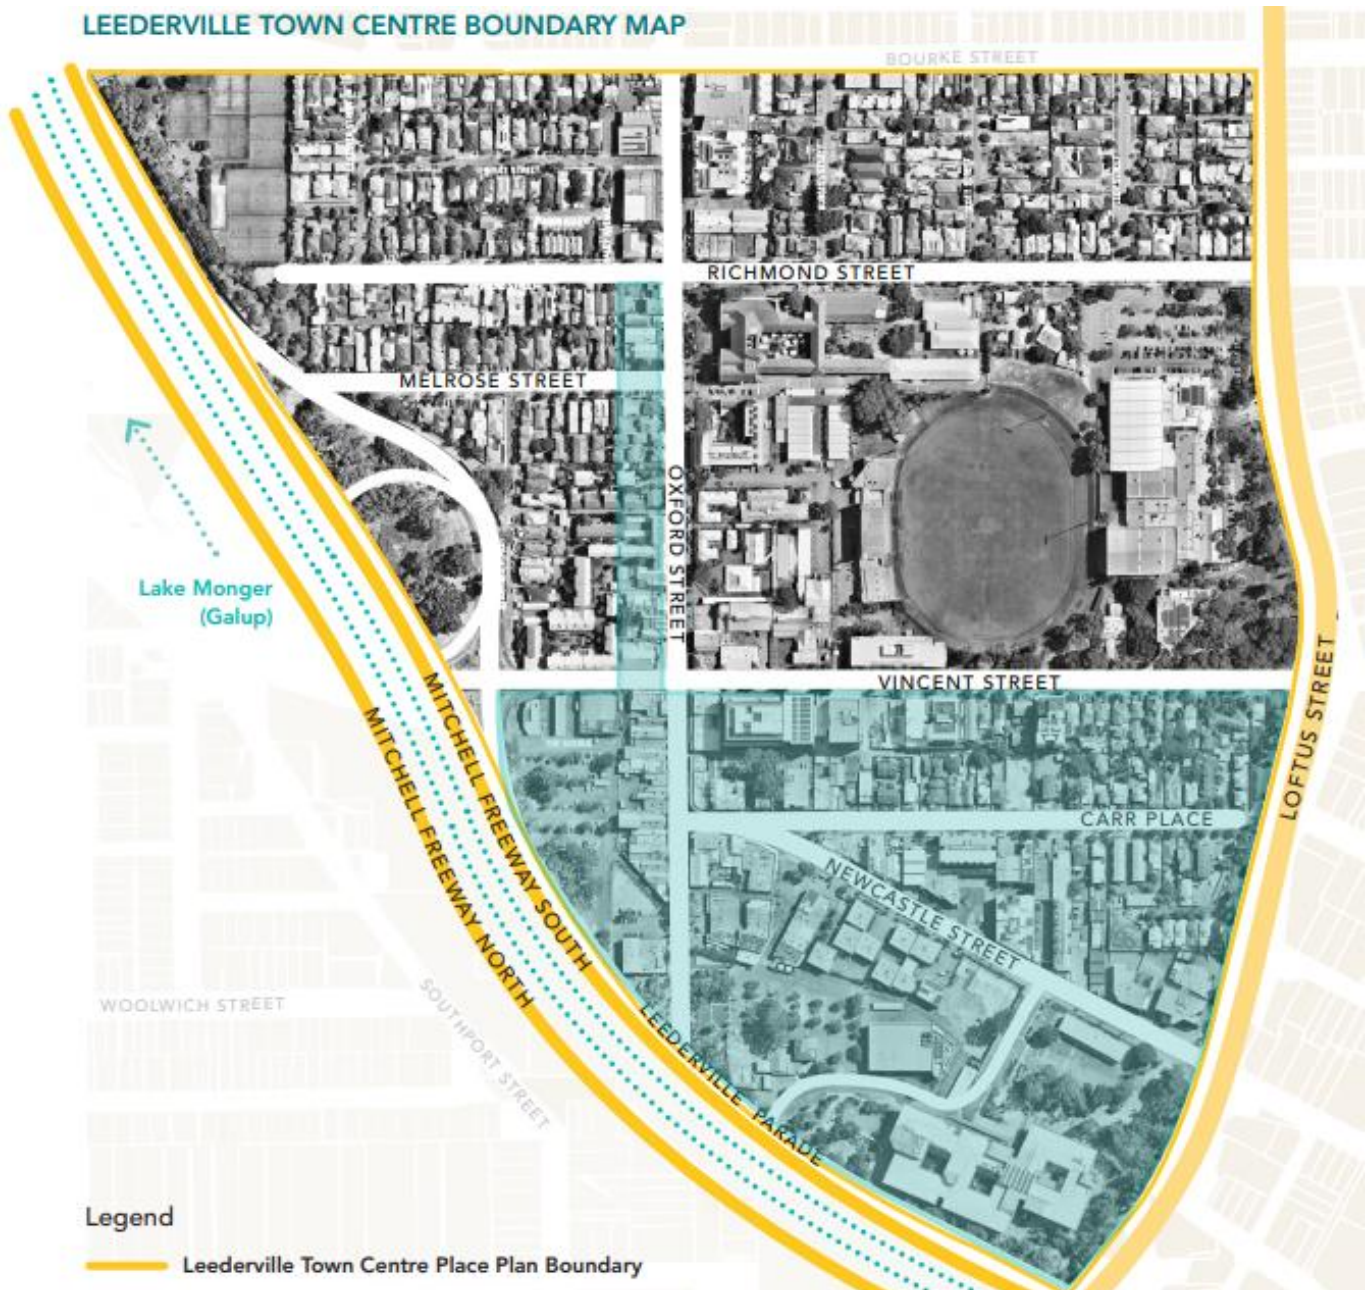 LEEDERVILLE TOWN CENTRE BOUNDARY MAP
BOURKE STREET
RICHMOND STREET
MELROSE STREET
OXFORD STREET
Lake Monger
(Galup)
VINCENT STREET
LOFTUS STREET
MITCHELL FREEWAY SOUTH
MITCHELL FREEWAY NORTH
CARR PLACE
NEWCASTLE STREET
WOOLWICH STREET
SOUTHPORT STREET
LEEDERVILLE PARADE
Legend
Leederville Town Centre Place Plan Boundary